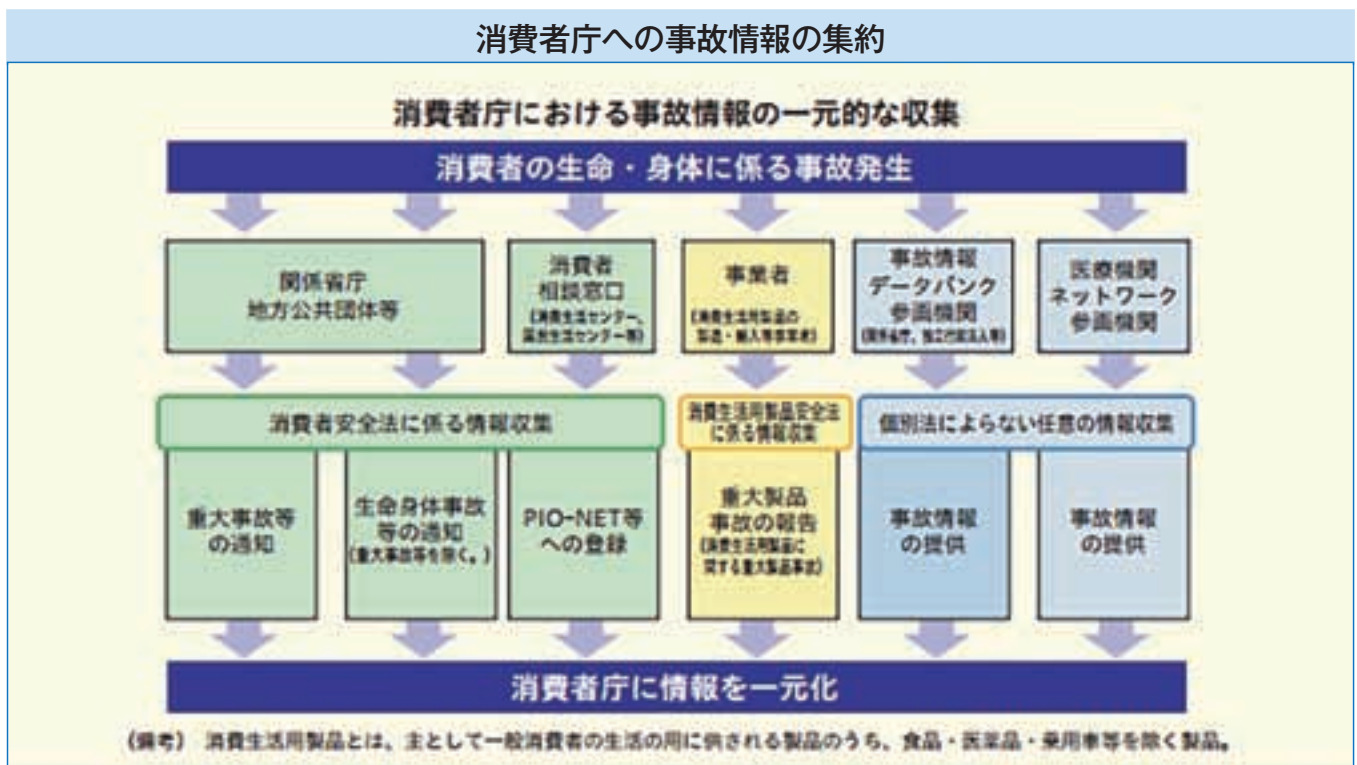 消費者庁への事故情報の集約
消費者庁における事故情報の一元的な収集
消費者の生命・身体に係る事故発生
関係省庁
地方公共団体等
消費者
相談窓口
(消費生活センター、
国民生活センター等)
事業者
(消費生活用製品の
製造・輸入等事業者)
事故情報
データバンク
参画機関
(関係省庁、独立行政法人等)
医療機関
ネットワーク
参画機関
消費者安全法に係る情報収集
消費生活用製品安全法
に係る情報収集
個別法によらない任意の情報収集
重大事故等
の通知
生命身体事故
等の通知
(重大事故等を除く。)
PIO-NET等
への登録
重大製品
事故の報告
(消費生活用製品に
関する重大製品事故)
事故情報
の提供
事故情報
の提供
消費者庁に情報を一元化
(備考) 消費生活用製品とは、主として一般消費者の生活の用に供される製品のうち、食品・医薬品・乗用車等を除く製品。